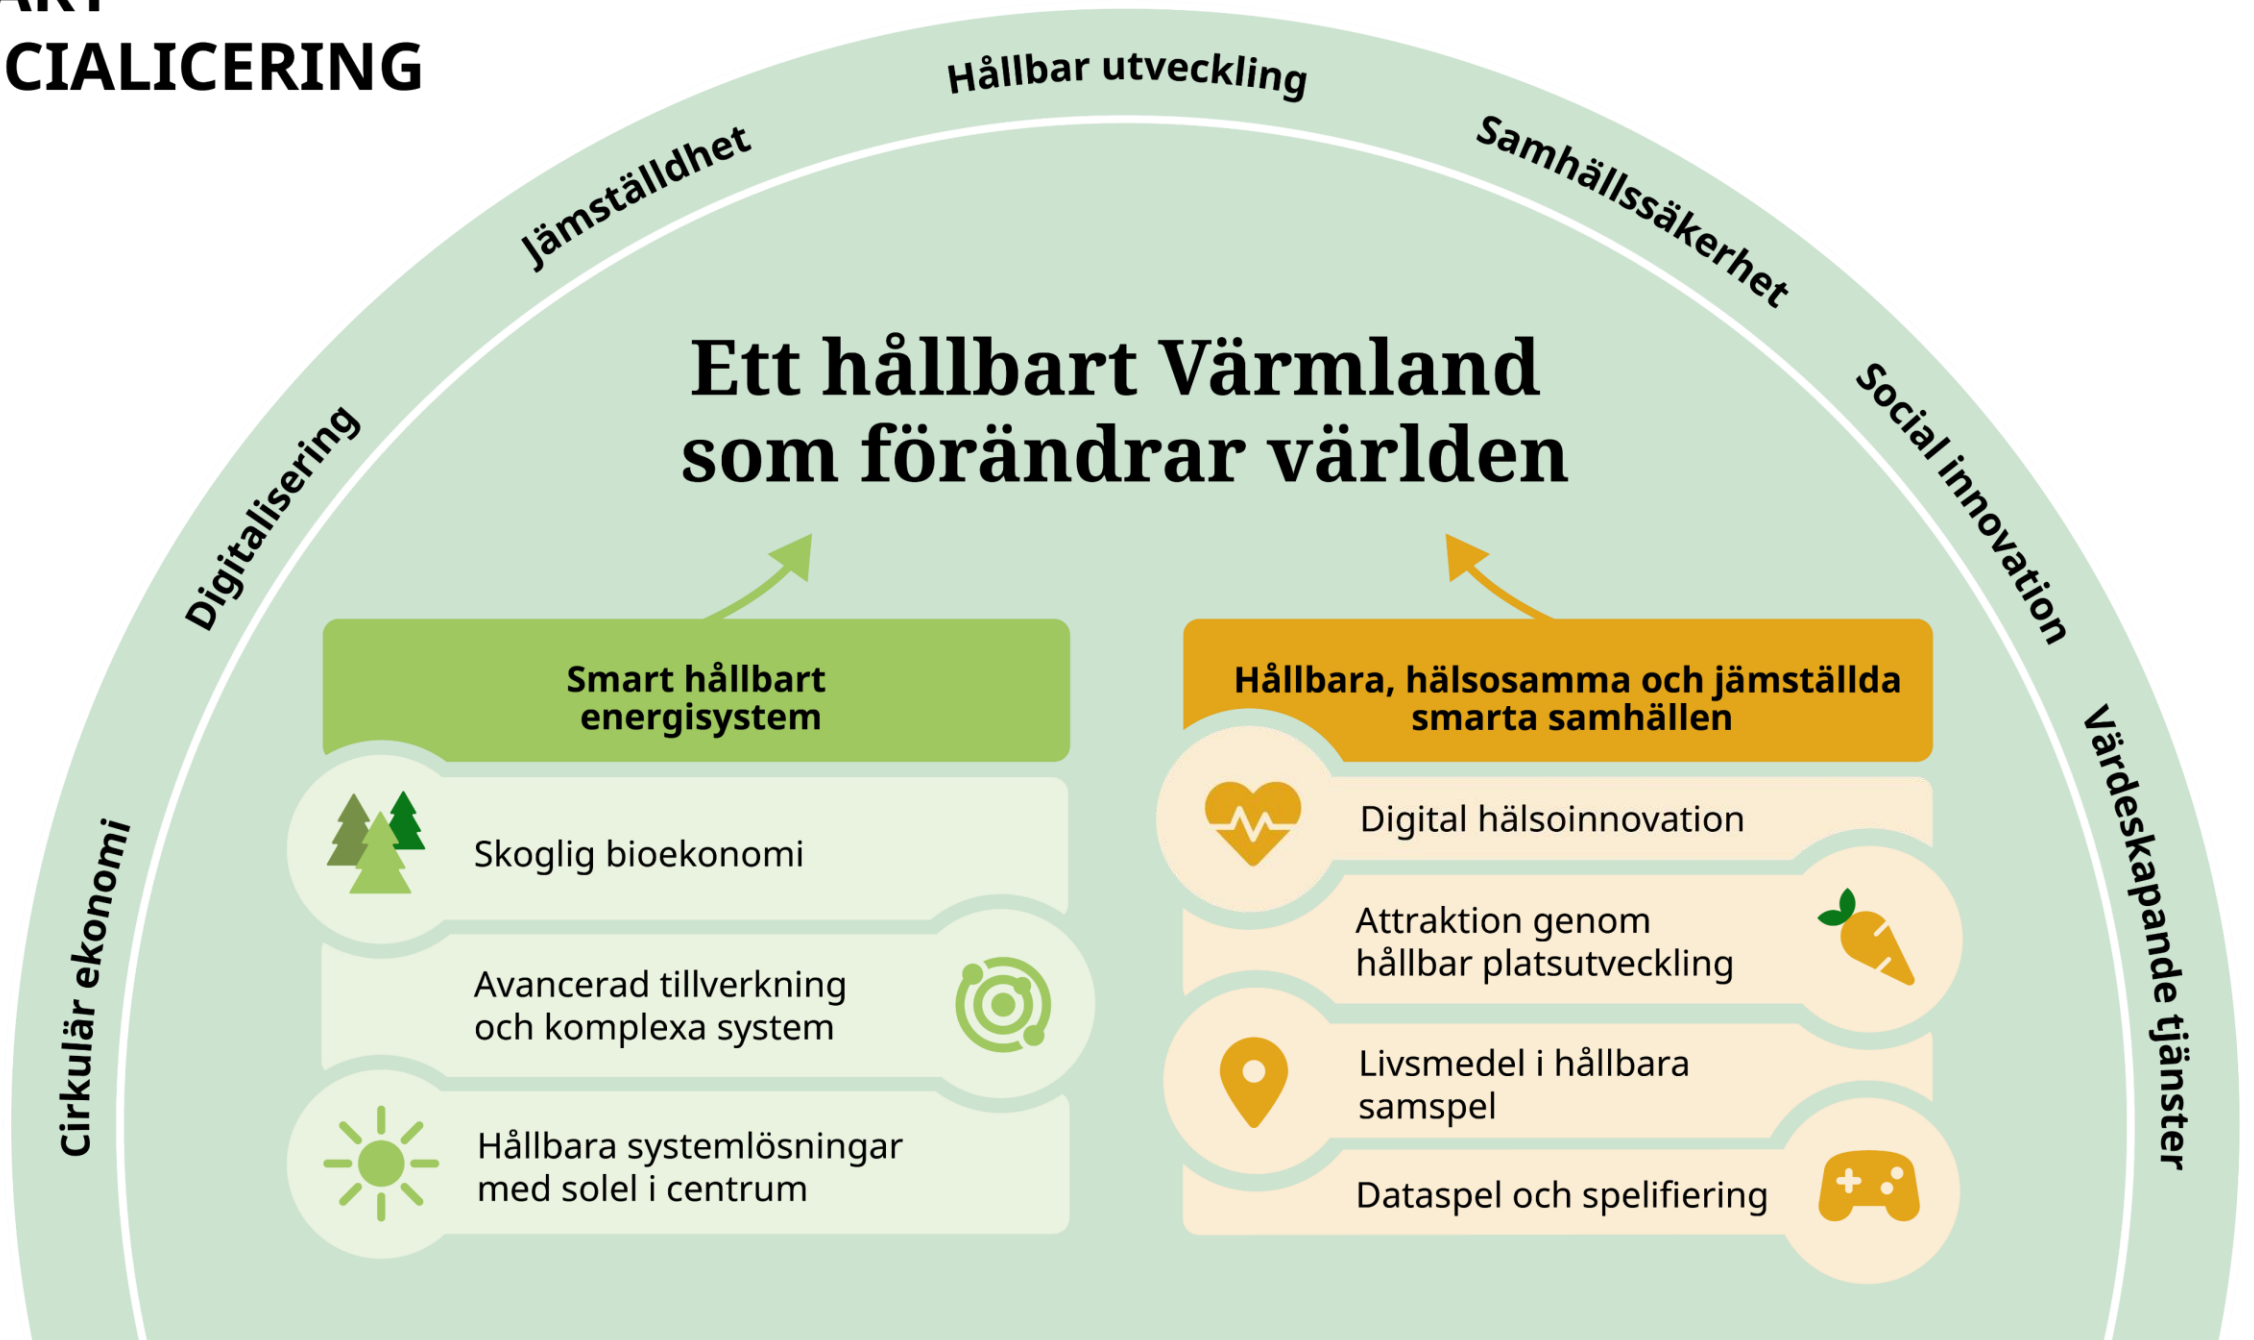 CIALICERING
Hållbar utveckling
Jämställdhet
Samhällssäkerhet
Digitalisering
Social innovation
Cirkulär ekonomi
Värdeskapande tjänster
Ett hållbart Värmland
som förändrar världen
Smart hållbart
energisystem
Skoglig bioekonomi
Avancerad tillverkning
och komplexa system
Hållbara systemlösningar
med solel i centrum
Hållbara, hälsosamma och jämställda
smarta samhällen
Digital hälsoinnovation
Attraktion genom
hållbar platsutveckling
Livsmedel i hållbara
samspel
Dataspel och spelifiering